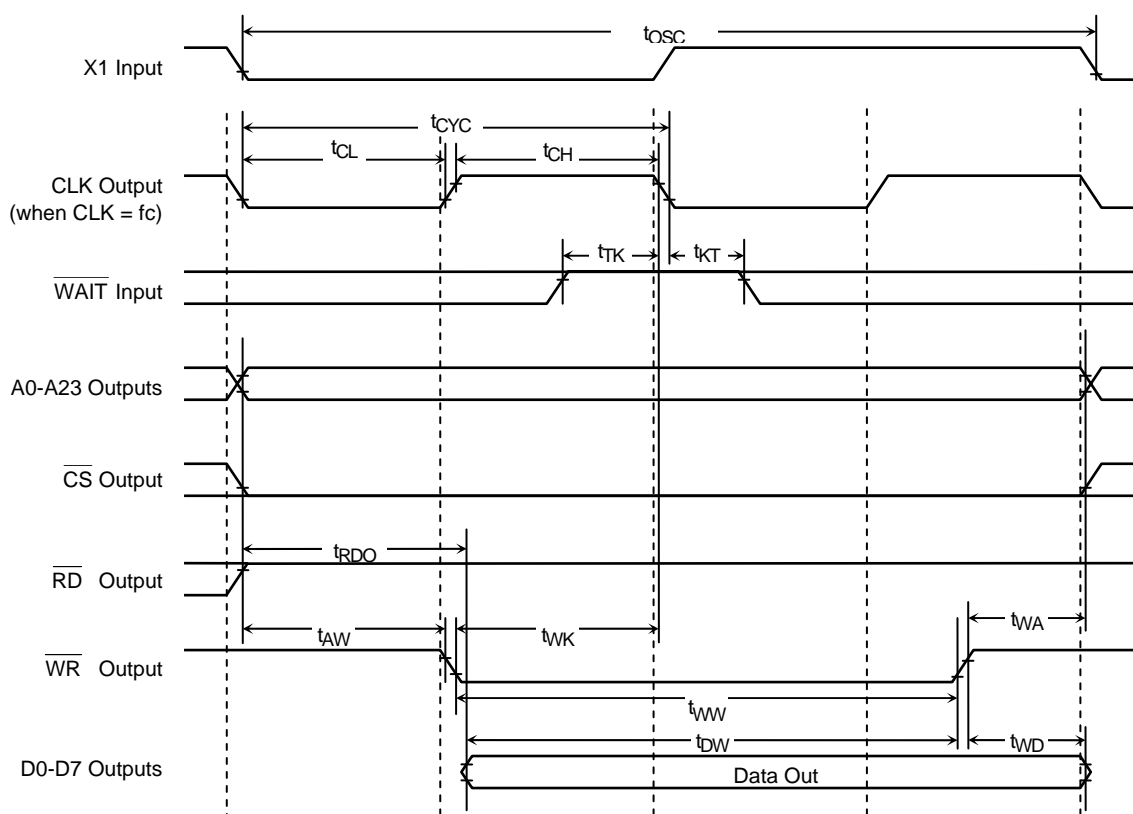 tOSC
X1 Input
tCYC
tCL
tCH
CLK Output
(when CLK = fc)
tTK
tKT
WAIT Input
A0-A23 Outputs
CS Output
tRDO
RD Output
tAW
tWK
tWA
WR Output
tWW
tDW
tWD
D0-D7 Outputs
Data Out